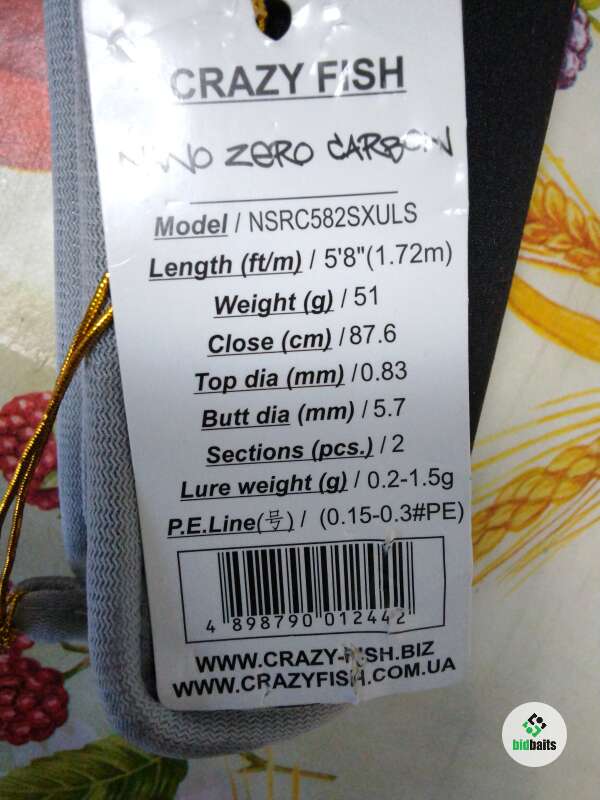 CRAZY FISH
NANO ZERO CARBON
Model / NSRC582SXULS
Length (ft/m) / 5'8"(1.72m)
Weight (g) / 51
Close (cm) / 87.6
Top dia (mm) / 0.83
Butt dia (mm) / 5.7
Sections (pcs.) / 2
Lure weight (g) / 0.2-1.5g
P.E.Line(号) / (0.15-0.3#PE)
4 898790 012442
WWW.CRAZY-FISH.BIZ
WWW.CRAZYFISH.COM.UA
bidbaits